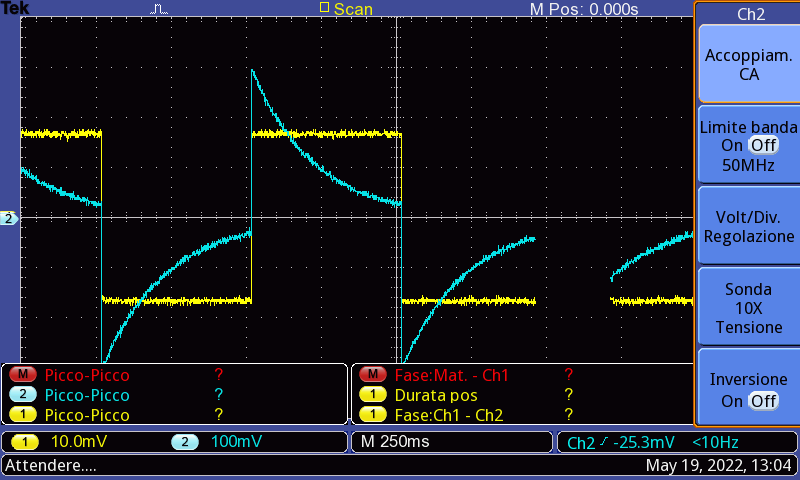 Tek Scan M Pos: 0.000s
Ch2
Accoppiam.
CA
Limite banda
On Off
50MHz
Volt/Div.
Regolazione
Sonda
10X
Tensione
Inversione
On Off
2
M Picco-Picco ?
2 Picco-Picco ?
1 Picco-Picco ?
M Fase:Mat. - Ch1 ?
1 Durata pos ?
1 Fase:Ch1 - Ch2 ?
1 10.0mV 2 100mV M 250ms Ch2 -25.3mV <10Hz
Attendere.... May 19, 2022, 13:04